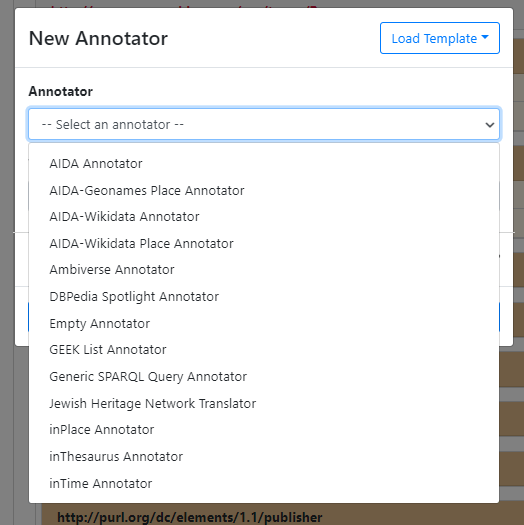 New Annotator
Load Template
Annotator
-- Select an annotator --
AIDA Annotator
AIDA-Geonames Place Annotator
AIDA-Wikidata Annotator
AIDA-Wikidata Place Annotator
Ambiverse Annotator
DBPedia Spotlight Annotator
Empty Annotator
GEEK List Annotator
Generic SPARQL Query Annotator
Jewish Heritage Network Translator
inPlace Annotator
inThesaurus Annotator
inTime Annotator
http://purl.org/dc/elements/1.1/publisher